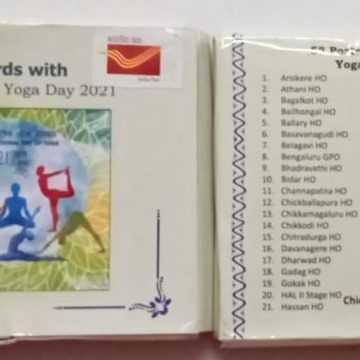 भारतीय डाक
India Post
rds with
Yoga Day 2021
58 Post
Yoga
1. Arsikere HO
2. Athani HO
3. Bagalkot HO
4. Bailhongal HO
5. Ballary HO
6. Basavanagudi HO
7. Belagavi HO
8. Bengaluru GPO
9. Bhadravathi HO
10. Bidar HO
11. Channapatna HO
12. Chickballapura HO
13. Chikkamagaluru HO
14. Chikkodi HO
15. Chitradurga HO
16. Davanagere HO
17. Dharwad HO
18. Gadag HO
19. Gokak HO
20. HAL II Stage HO
Chi
21. Hassan HO